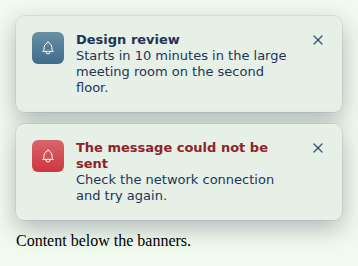 Design review
Starts in 10 minutes in the large
meeting room on the second
floor.
The message could not be
sent
Check the network connection
and try again.
Content below the banners.